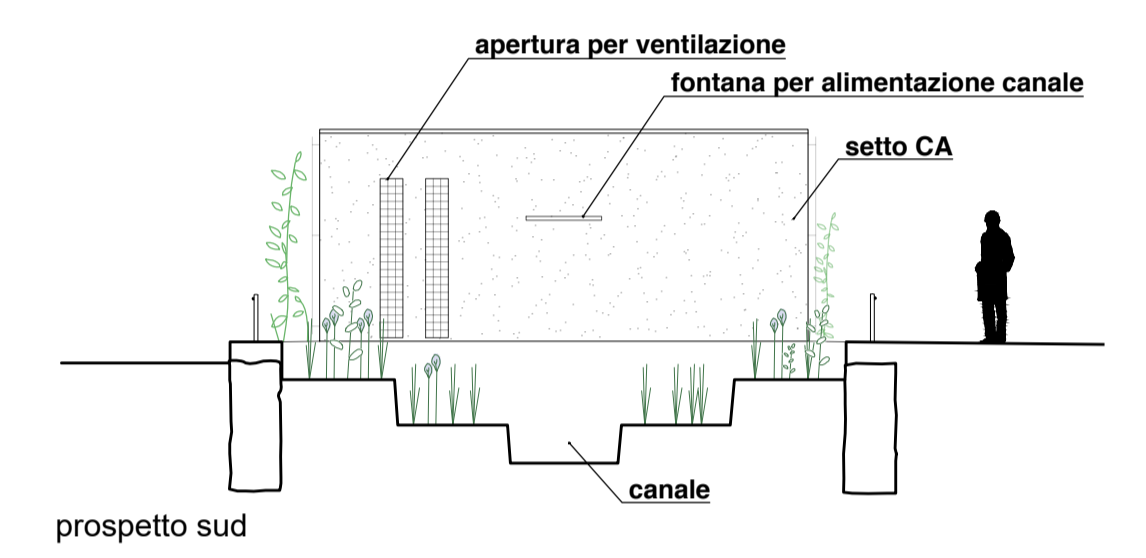 apertura per ventilazione
fontana per alimentazione canale
setto CA
canale
prospetto sud